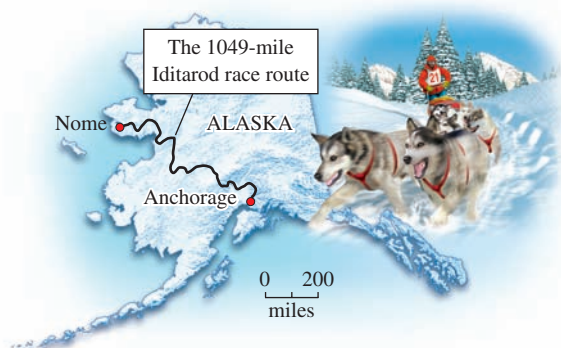 The 1049-mile
Iditarod race route
Nome
ALASKA
Anchorage
21
0 200
miles